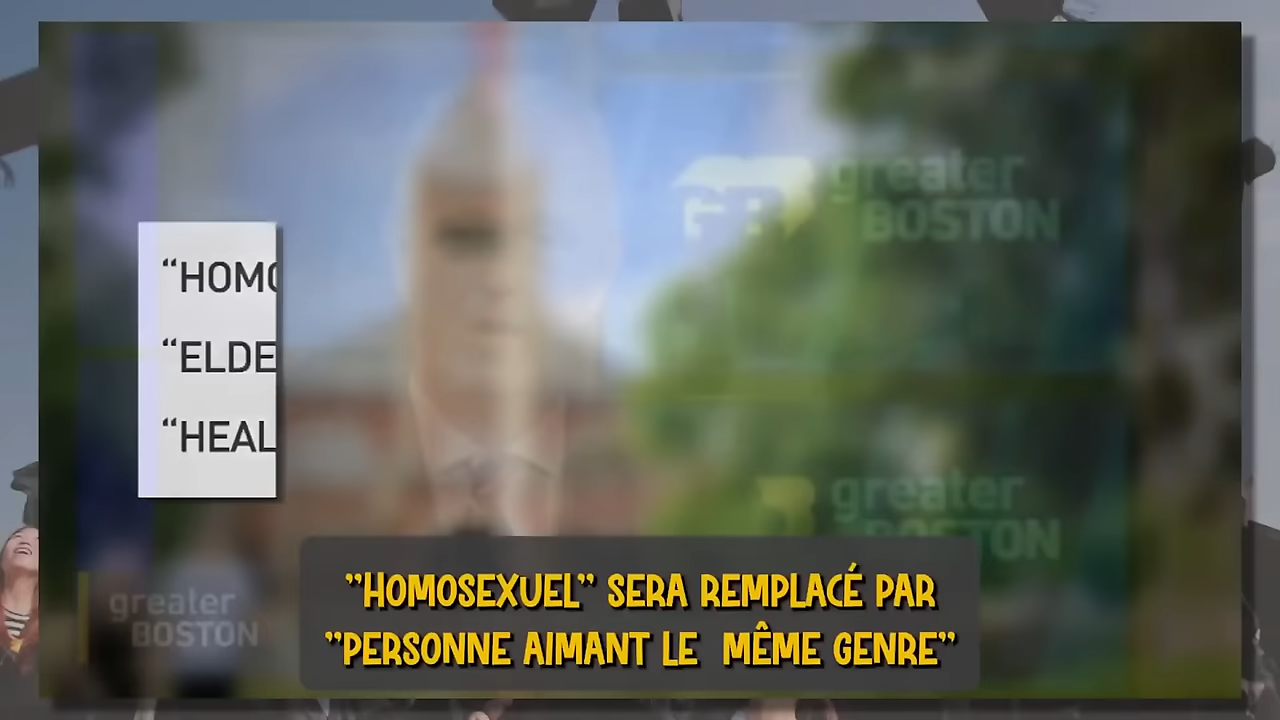 greater
BOSTON
“HOMO
“ELDE
“HEAL
greater
BOSTON
greater
BOSTON
"HOMOSEXUEL" SERA REMPLACÉ PAR
"PERSONNE AIMANT LE MÊME GENRE"